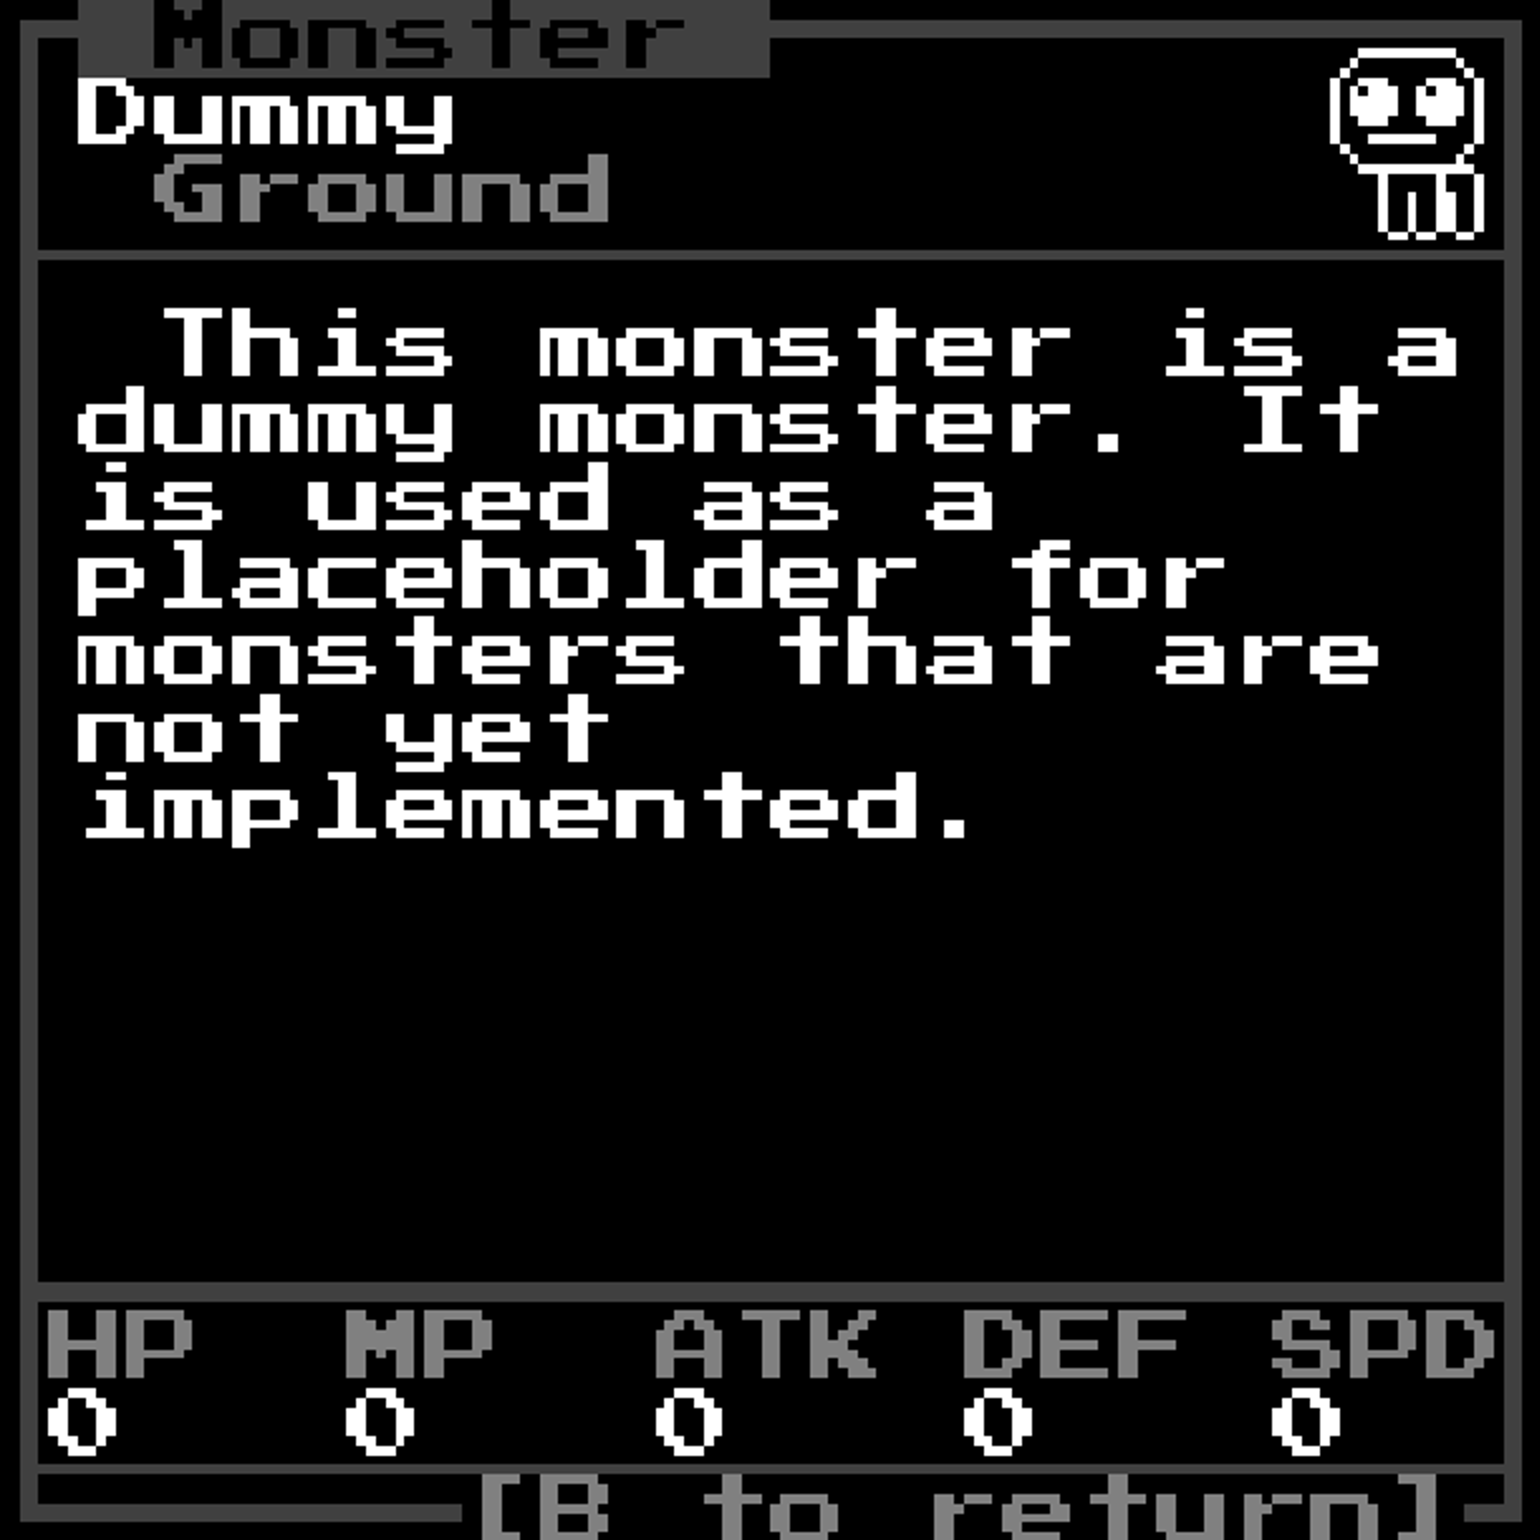 Monster
Dummy
Ground
This monster is a
dummy monster. It
is used as a
placeholder for
monsters that are
not yet
implemented.
HP MP ATK DEF SPD
0 0 0 0 0
[B to return]